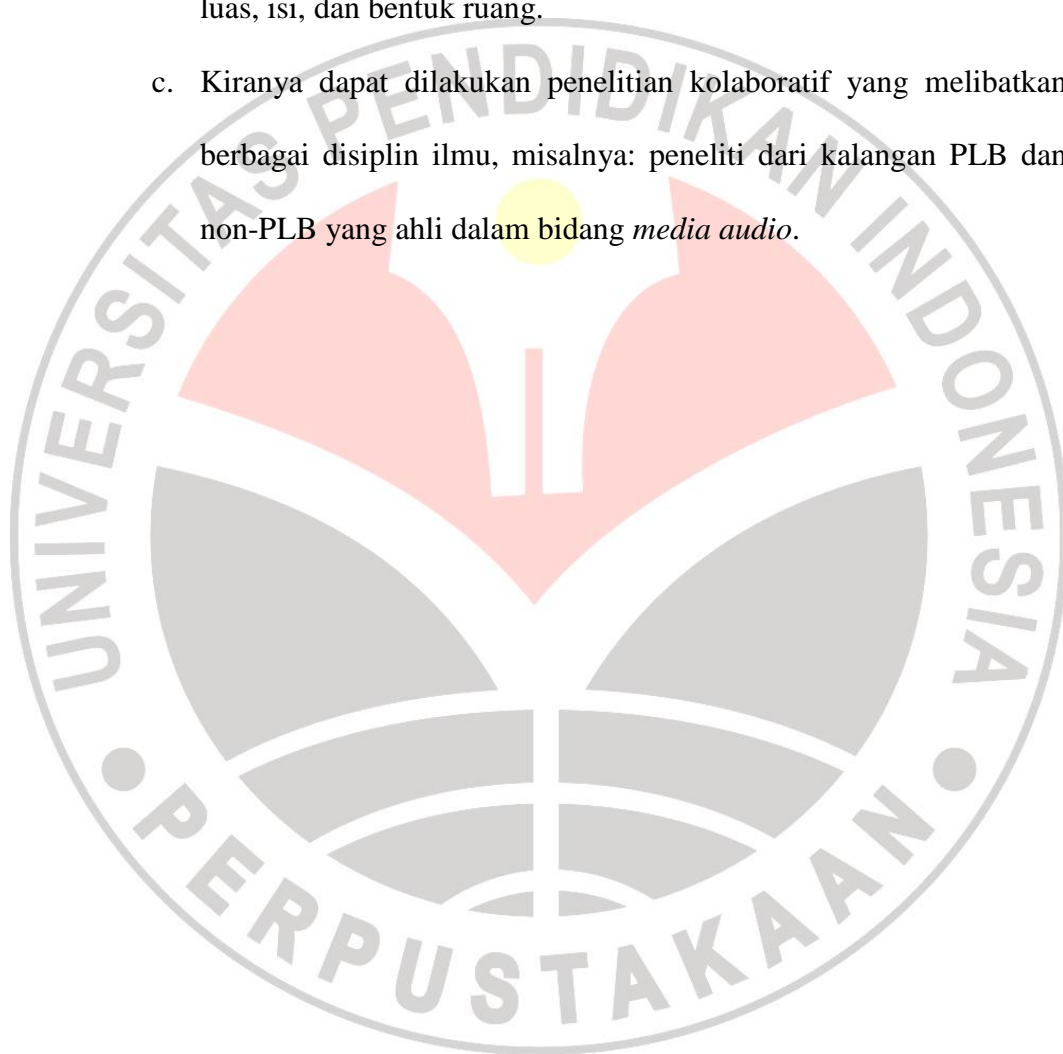 luas, isi, dan bentuk ruang.
c. Kiranya dapat dilakukan penelitian kolaboratif yang melibatkan
berbagai disiplin ilmu, misalnya: peneliti dari kalangan PLB dan
non-PLB yang ahli dalam bidang media audio.
UNIVERSITAS PENDIDIKAN INDONESIA
PERPUSTAKAAN